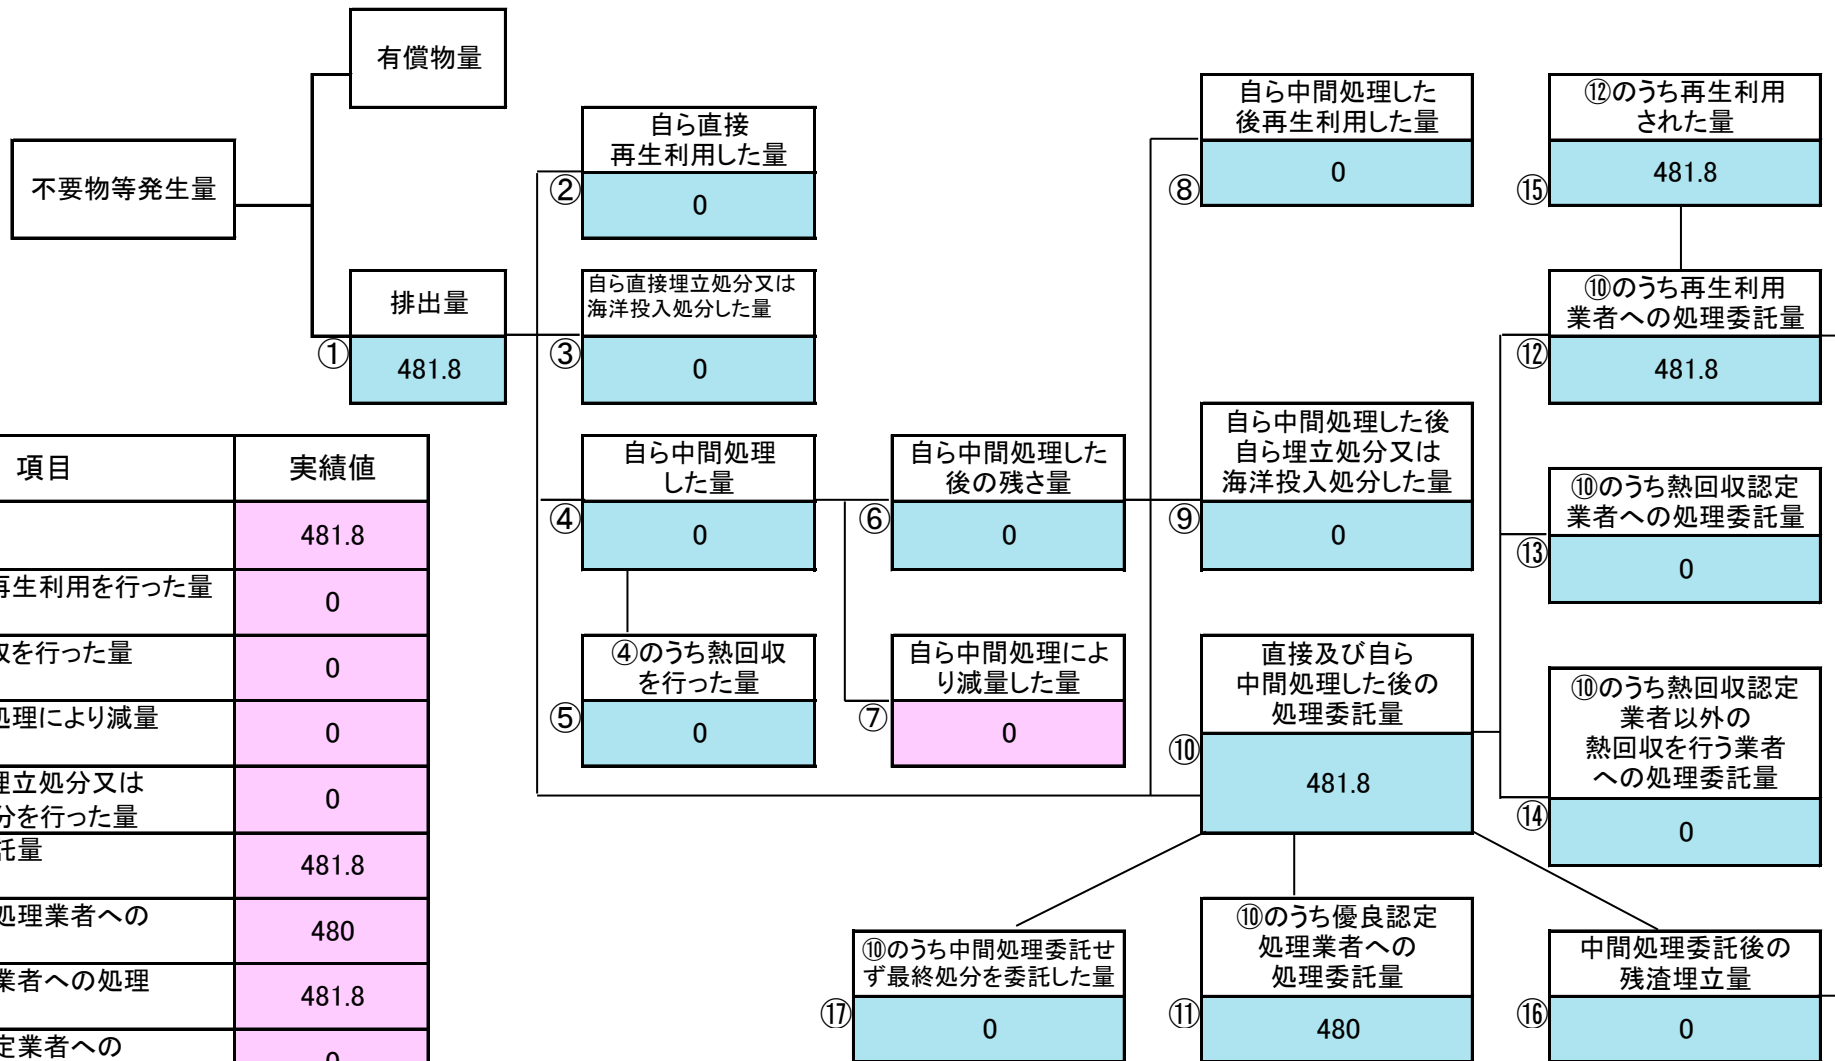 有償物量
不要物等発生量
排出量
①
481.8
自ら直接
再生利用した量
②
0
自ら直接埋立処分又は
海洋投入処分した量
③
0
自ら中間処理
した量
④
0
④のうち熱回収
を行った量
⑤
0
自ら中間処理した
後の残さ量
⑥
0
自ら中間処理によ
り減量した量
⑦
0
自ら中間処理した
後再生利用した量
⑧
0
自ら中間処理した後
自ら埋立処分又は
海洋投入処分した量
⑨
0
直接及び自ら
中間処理した後の
処理委託量
⑩
481.8
⑫のうち再生利用
された量
⑮
481.8
⑩のうち再生利用
業者への処理委託量
⑫
481.8
⑩のうち熱回収認定
業者への処理委託量
⑬
0
⑩のうち熱回収認定
業者以外の
熱回収を行う業者
への処理委託量
⑭
0
⑩のうち中間処理委託せ
ず最終処分を委託した量
⑰
0
⑩のうち優良認定
処理業者への
処理委託量
⑪
480
中間処理委託後の
残渣埋立量
⑯
0
項目 実績値
481.8
再生利用を行った量 0
収を行った量 0
処理により減量 0
埋立処分又は
分を行った量 0
託量 481.8
処理業者への 480
業者への処理 481.8
定業者への 0